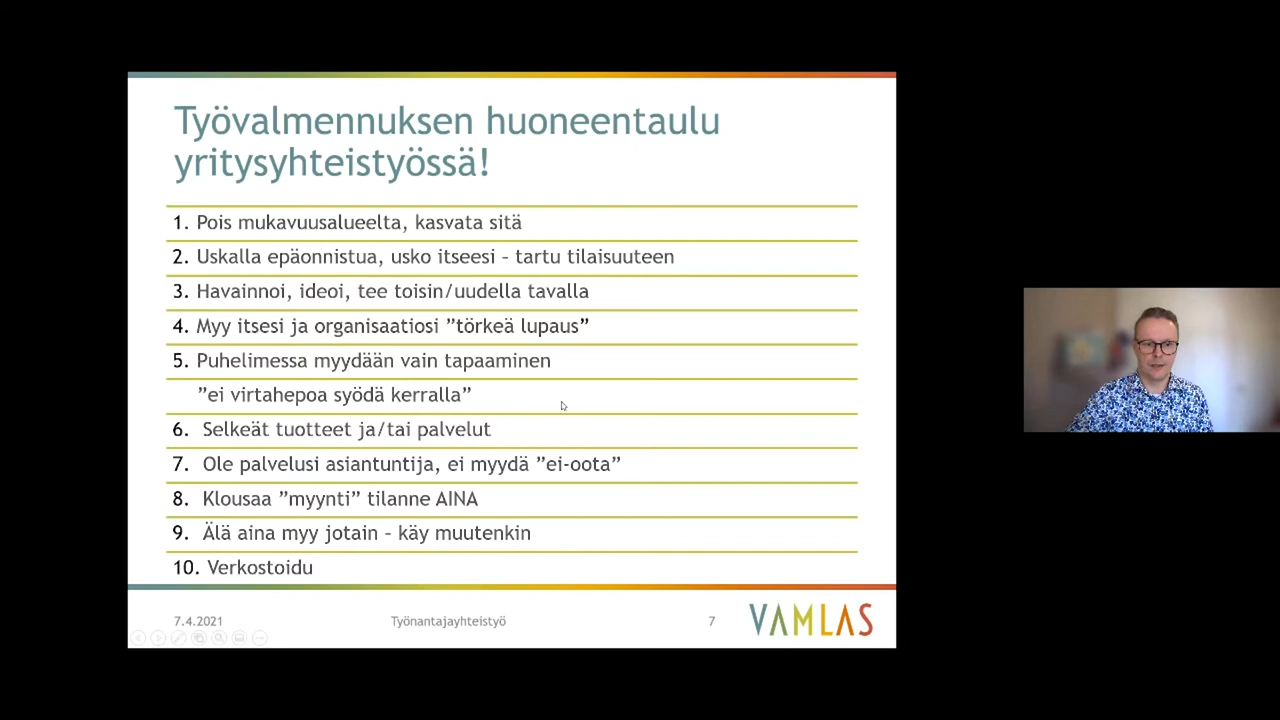 Työvalmennuksen huoneentaulu
yritysyhteistyössä!
1. Pois mukavuusalueelta, kasvata sitä
2. Uskalla epäonnistua, usko itseesi – tartu tilaisuuteen
3. Havainnoi, ideoi, tee toisin/uudella tavalla
4. Myy itsesi ja organisaatiosi ”törkeä lupaus”
5. Puhelimessa myydään vain tapaaminen
”ei virtahepoa syödä kerralla”
6. Selkeät tuotteet ja/tai palvelut
7. Ole palvelusi asiantuntija, ei myydä ”ei-oota”
8. Klousaa ”myynti” tilanne AINA
9. Älä aina myy jotain – käy muutenkin
10. Verkostoidu
7.4.2021 Työnantajayhteistyö 7 VAMLAS